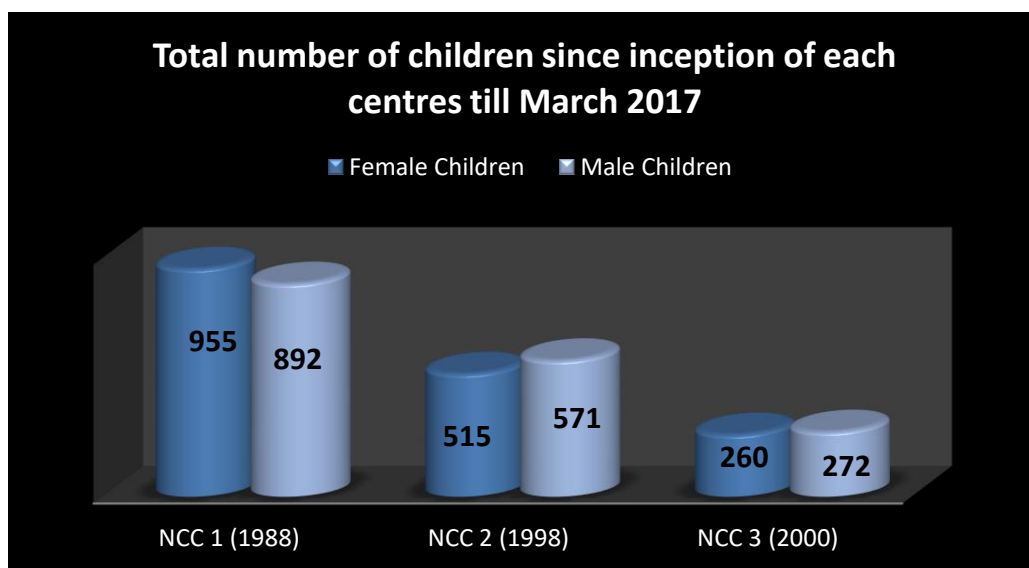 Total number of children since inception of each
centres till March 2017
Female Children Male Children
955
892
515
571
260
272
NCC 1 (1988) NCC 2 (1998) NCC 3 (2000)